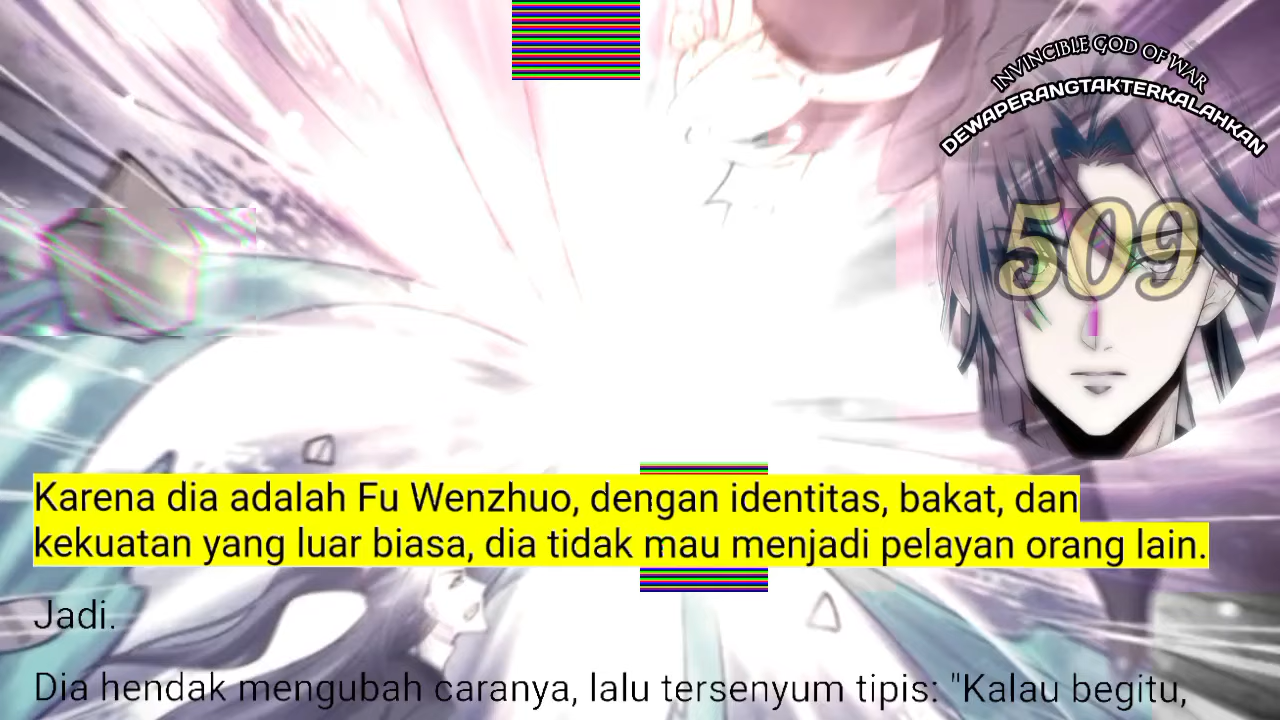 INVINCIBLE GOD OF WAR
DEWAPERANGTAKTERKALAHKAN
509
Karena dia adalah Fu Wenzhuo, dengan identitas, bakat, dan
kekuatan yang luar biasa, dia tidak mau menjadi pelayan orang lain.
Jadi.
Dia hendak mengubah caranya, lalu tersenyum tipis: "Kalau begitu,